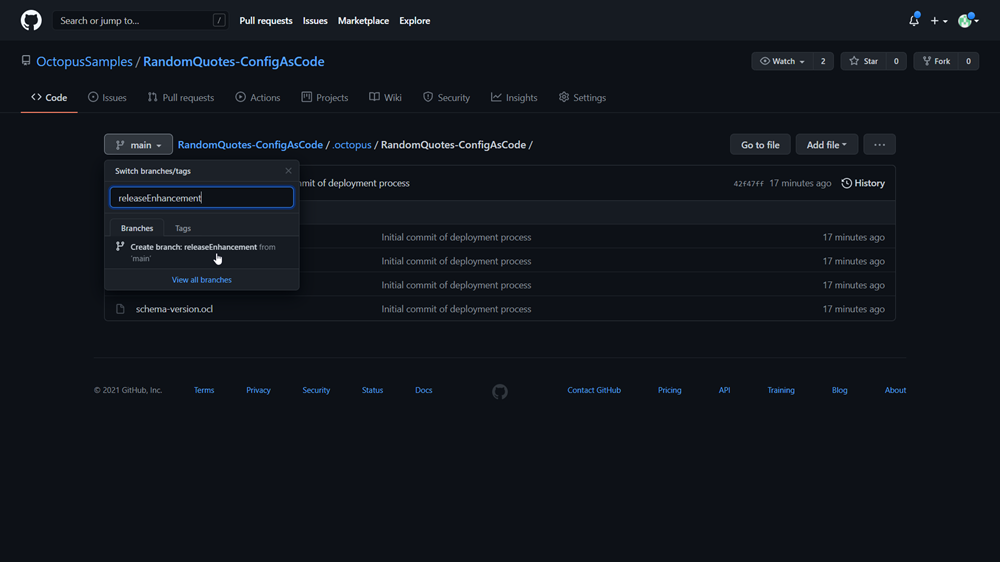 Search or jump to... /
Pull requests Issues Marketplace Explore
OctopusSamples / RandomQuotes-ConfigAsCode
Watch 2 Star 0 Fork 0
Code Issues Pull requests Actions Projects Wiki Security Insights Settings
main RandomQuotes-ConfigAsCode / .octopus / RandomQuotes-ConfigAsCode /
Go to file Add file ...
Switch branches/tags
mmit of deployment process 42f47ff 17 minutes ago History
releaseEnhancement
Branches Tags
Create branch: releaseEnhancement from
'main'
View all branches
Initial commit of deployment process 17 minutes ago
Initial commit of deployment process 17 minutes ago
Initial commit of deployment process 17 minutes ago
schema-version.ocl Initial commit of deployment process 17 minutes ago
© 2021 GitHub, Inc. Terms Privacy Security Status Docs Contact GitHub Pricing API Training Blog About